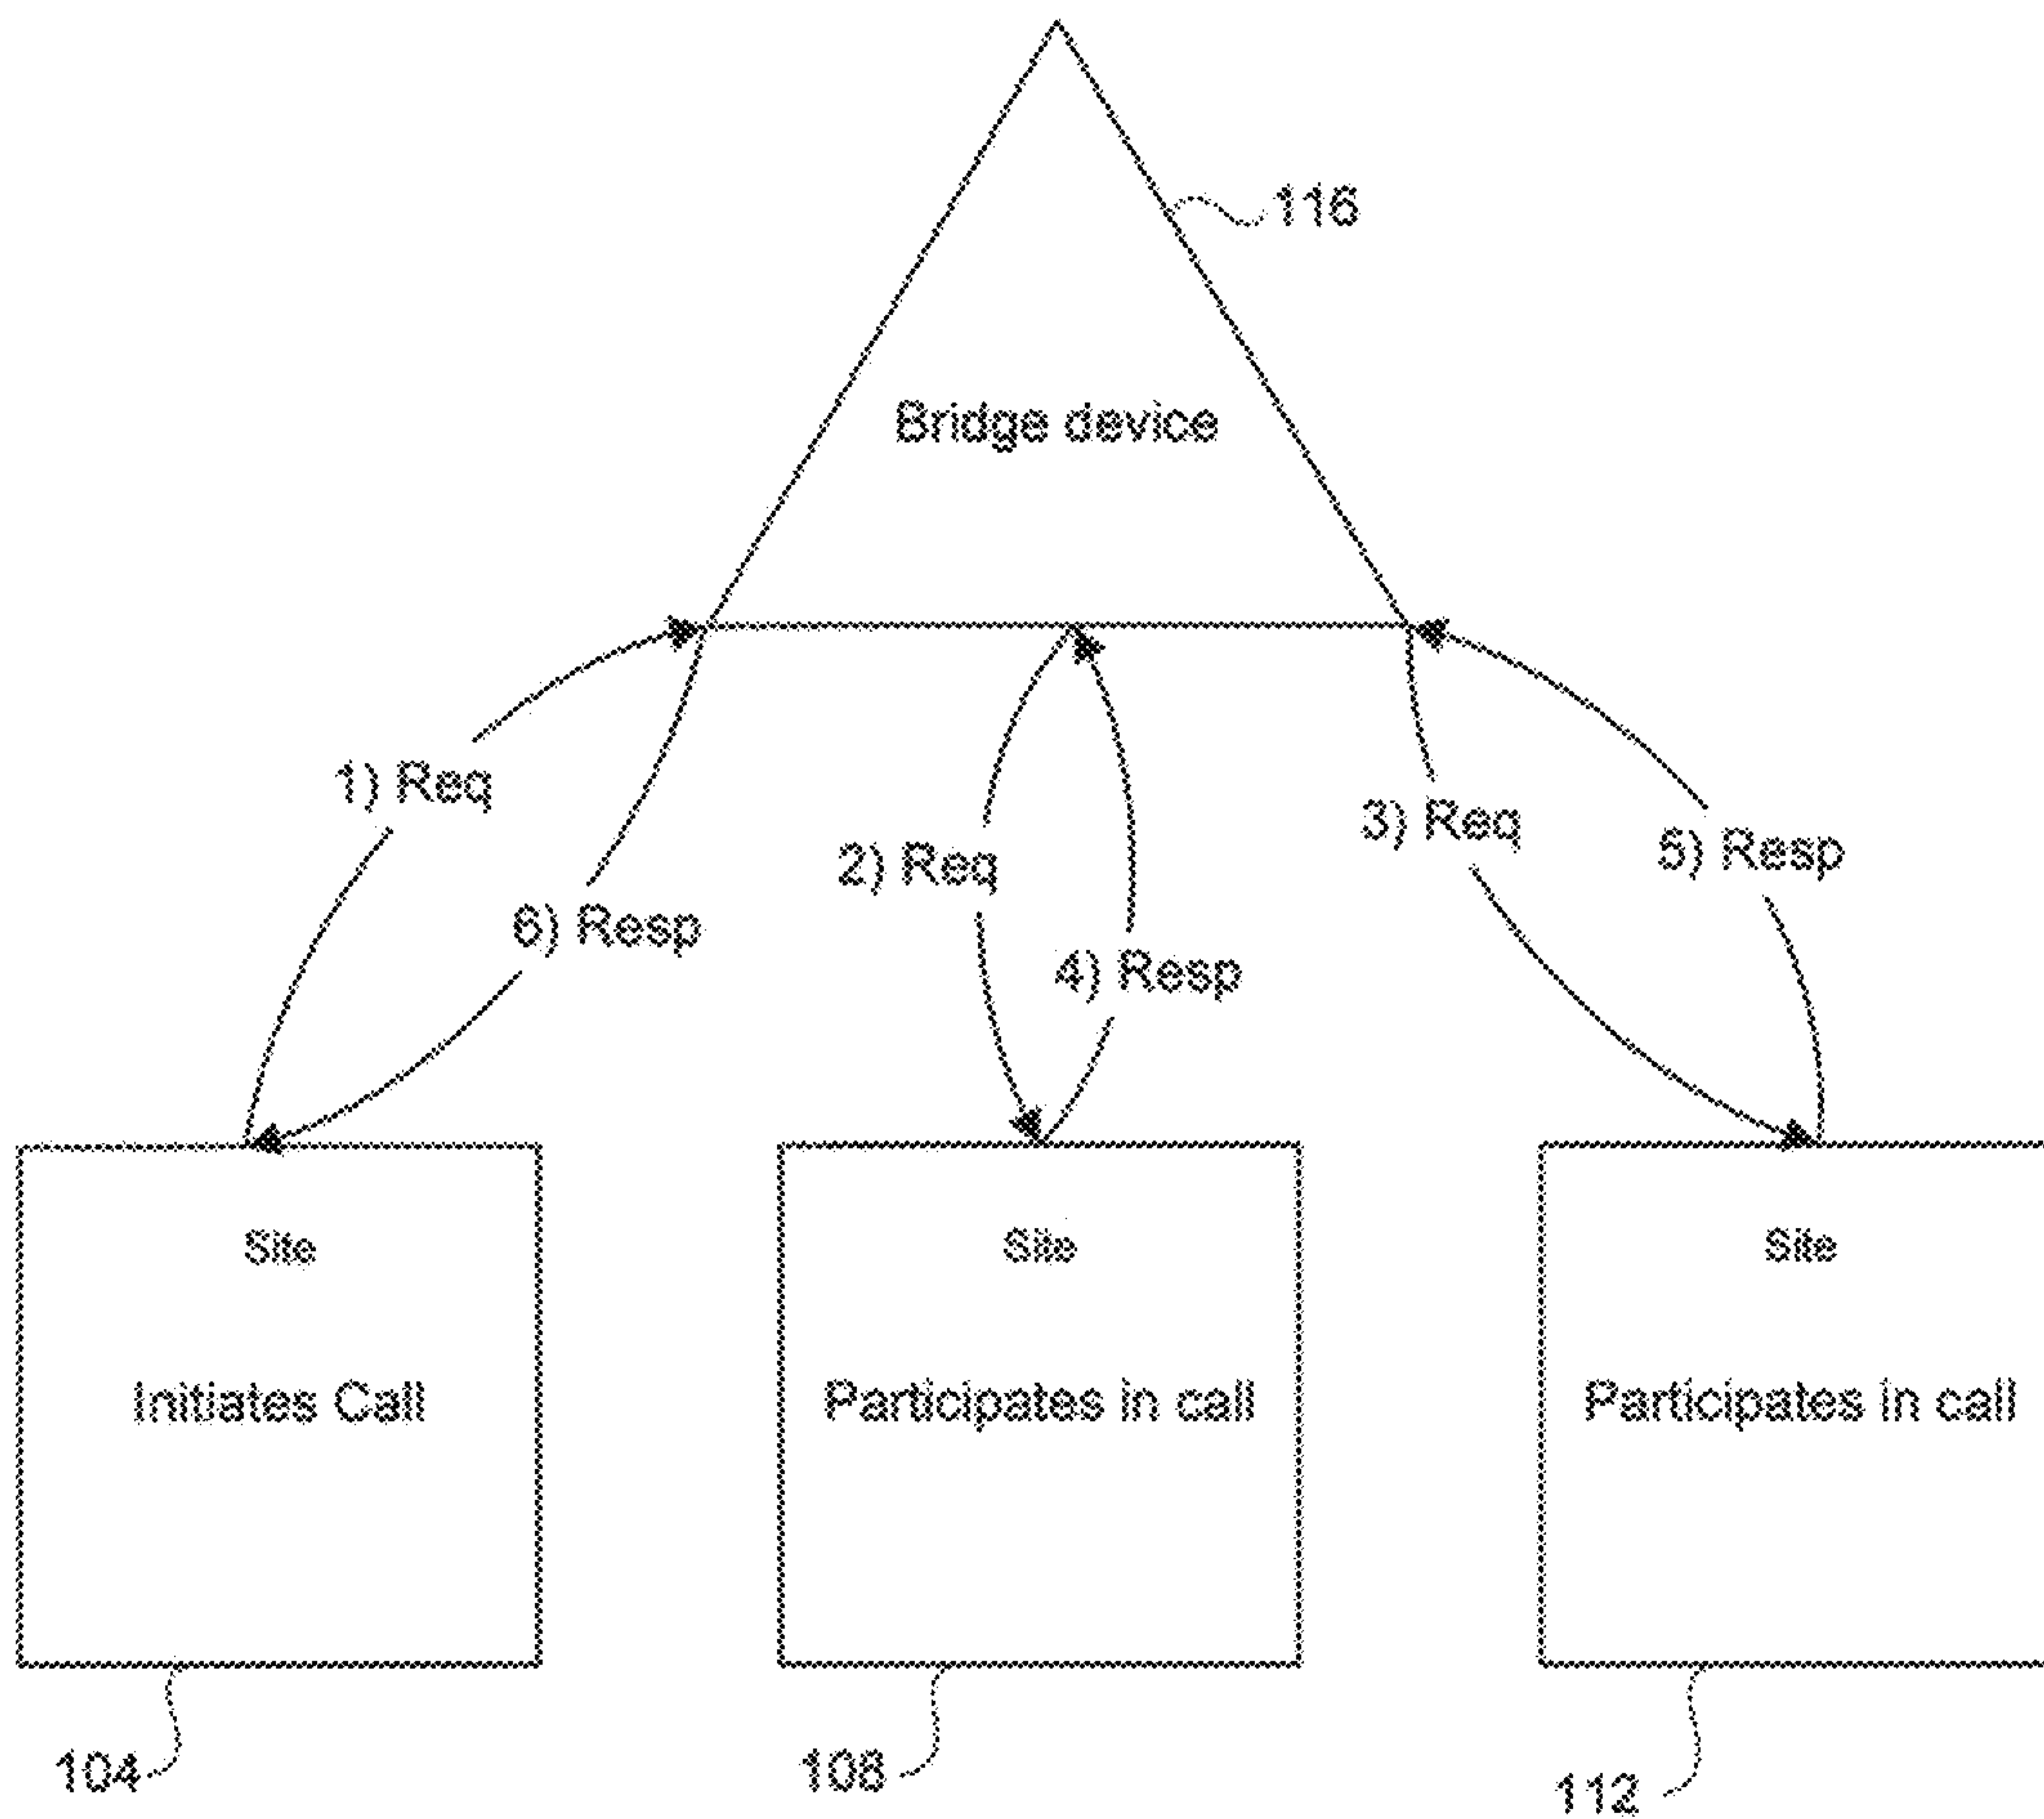 116
Bridge device
1) Req
3) Req
5) Resp
2) Req
6) Resp
4) Resp
Site
Initiates Call
Site
Participates in call
Site
Participates in call
104
108
112